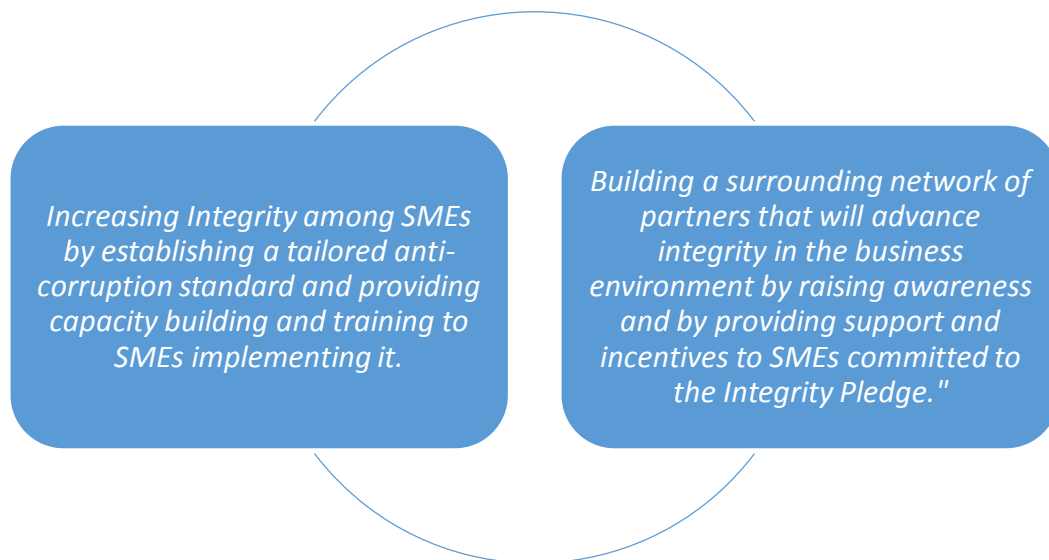 Increasing Integrity among SMEs
by establishing a tailored anti-
corruption standard and providing
capacity building and training to
SMEs implementing it.
Building a surrounding network of
partners that will advance
integrity in the business
environment by raising awareness
and by providing support and
incentives to SMEs committed to
the Integrity Pledge."